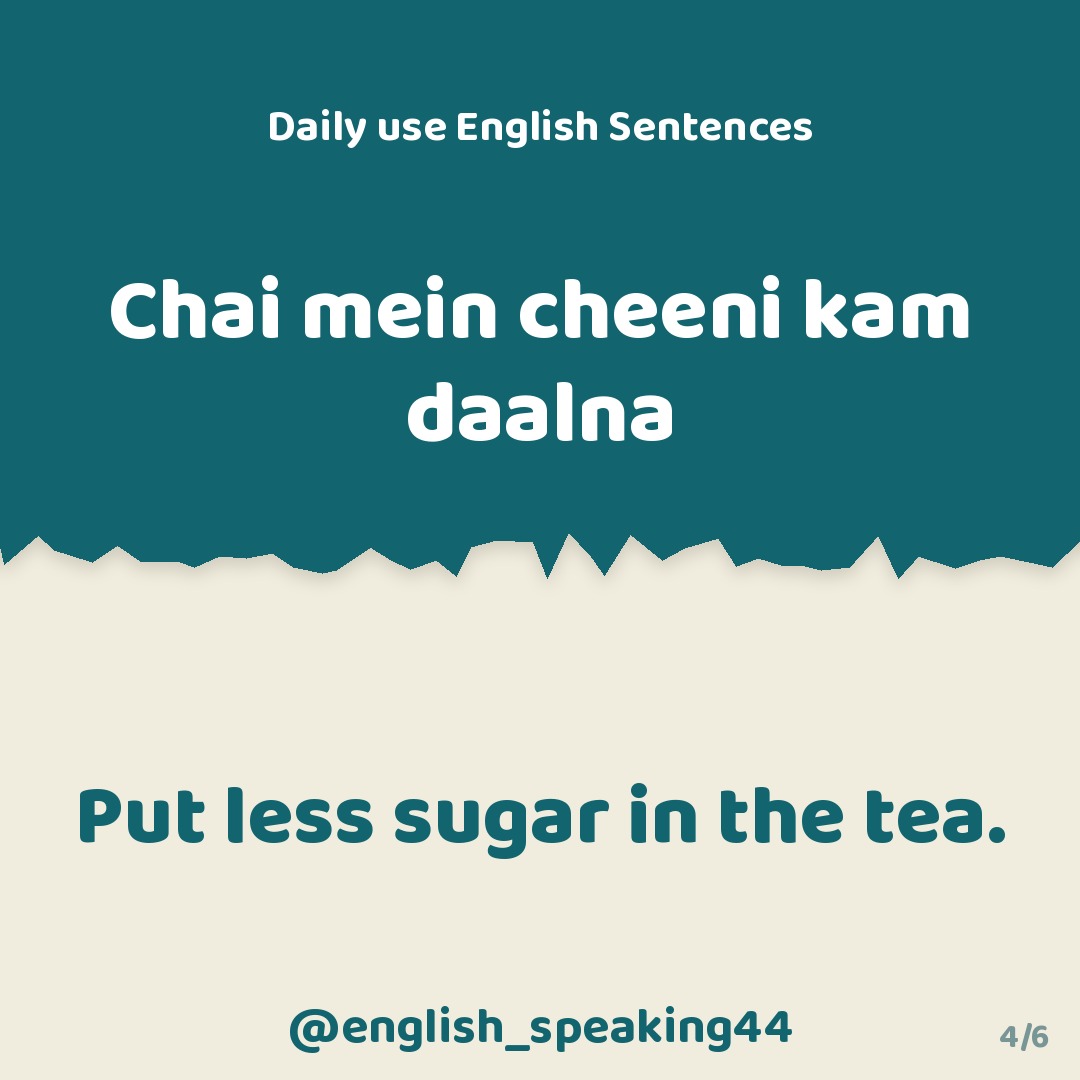 Daily use English Sentences
Chai mein cheeni kam
daalna
Put less sugar in the tea.
@english_speaking44
4/6